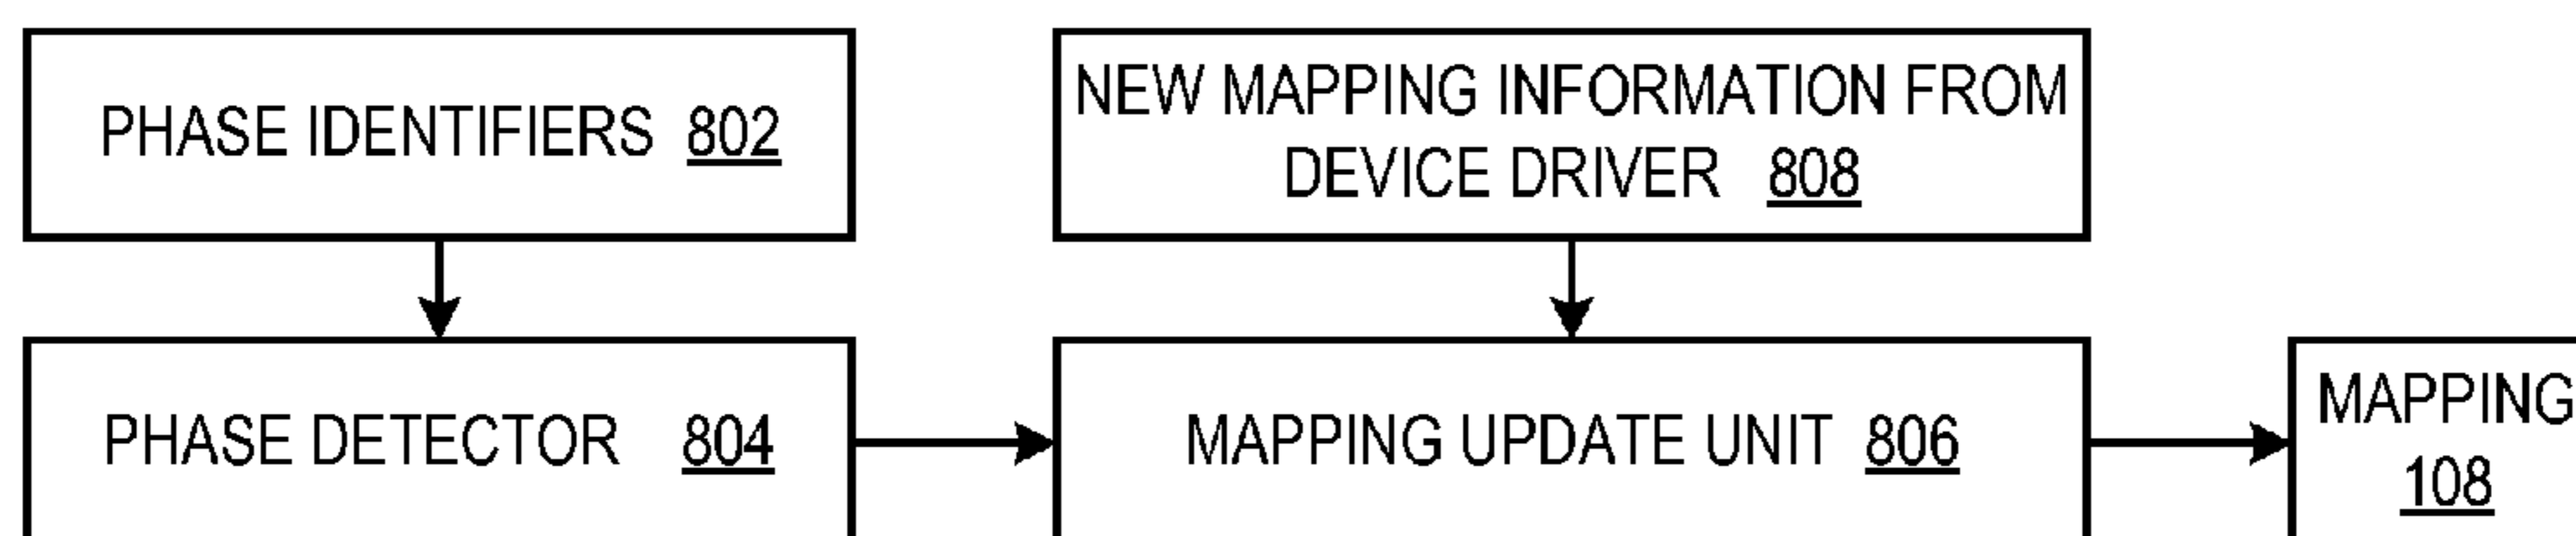 PHASE IDENTIFIERS 802
NEW MAPPING INFORMATION FROM
DEVICE DRIVER 808
PHASE DETECTOR 804
MAPPING UPDATE UNIT 806
MAPPING
108